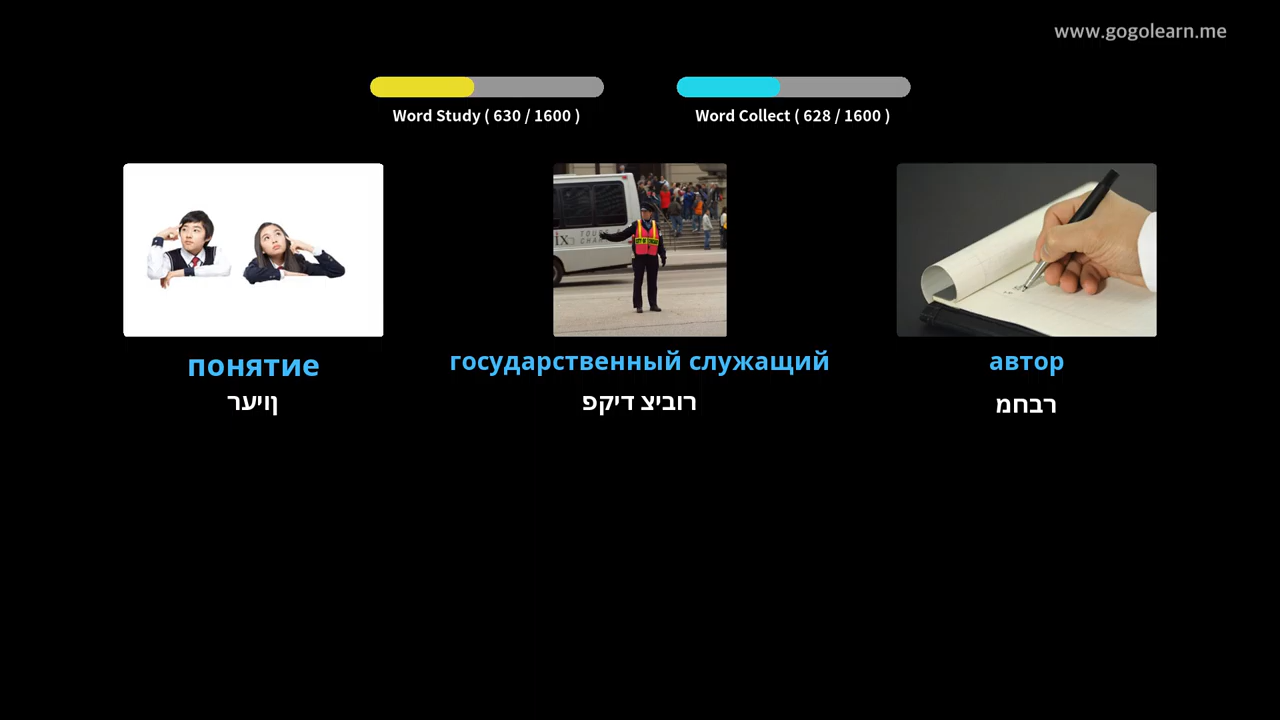 www.gogolearn.me
Word Study ( 630 / 1600 )
Word Collect ( 628 / 1600 )
понятие
ןויער
государственный служащий
רוביצ דיקפ
автор
רבחמ